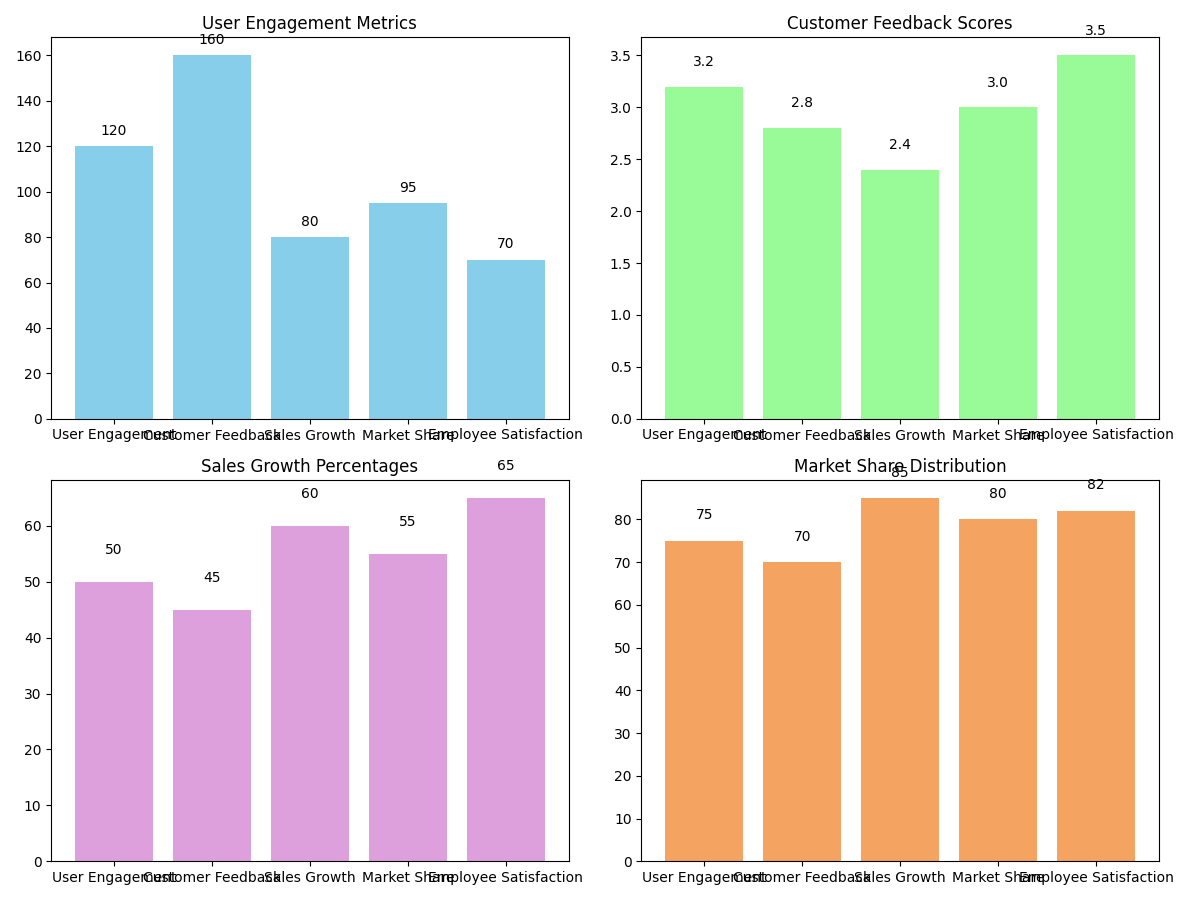 User Engagement Metrics
160
140
120
100
80
60
40
20
0
120
160
80
95
70
User Engagement
Customer Feedback
Sales Growth
Market Share
Employee Satisfaction
Customer Feedback Scores
3.5
3.0
2.5
2.0
1.5
1.0
0.5
0.0
3.2
2.8
2.4
3.0
3.5
User Engagement
Customer Feedback
Sales Growth
Market Share
Employee Satisfaction
Sales Growth Percentages
60
50
40
30
20
10
0
50
45
60
55
65
User Engagement
Customer Feedback
Sales Growth
Market Share
Employee Satisfaction
Market Share Distribution
80
70
60
50
40
30
20
10
0
75
70
85
80
82
User Engagement
Customer Feedback
Sales Growth
Market Share
Employee Satisfaction